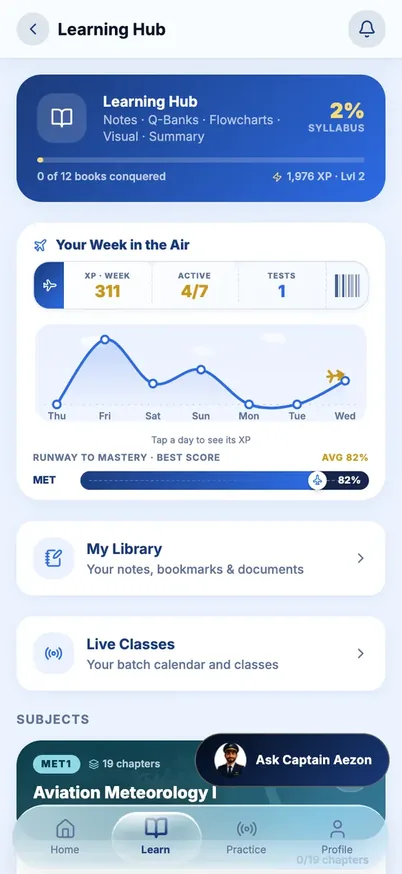 Learning Hub
Learning Hub
Notes · Q-Banks · Flowcharts ·
Visual · Summary
2%
SYLLABUS
0 of 12 books conquered
1,976 XP · Lvl 2
Your Week in the Air
XP · WEEK
311
ACTIVE
4/7
TESTS
1
Thu Fri Sat Sun Mon Tue Wed
Tap a day to see its XP
RUNWAY TO MASTERY · BEST SCORE
AVG 82%
MET
82%
My Library
Your notes, bookmarks & documents
Live Classes
Your batch calendar and classes
SUBJECTS
MET1
19 chapters
Ask Captain Aezon
Aviation Meteorology I
Home
Learn
Practice
Profile
0/19 chapters